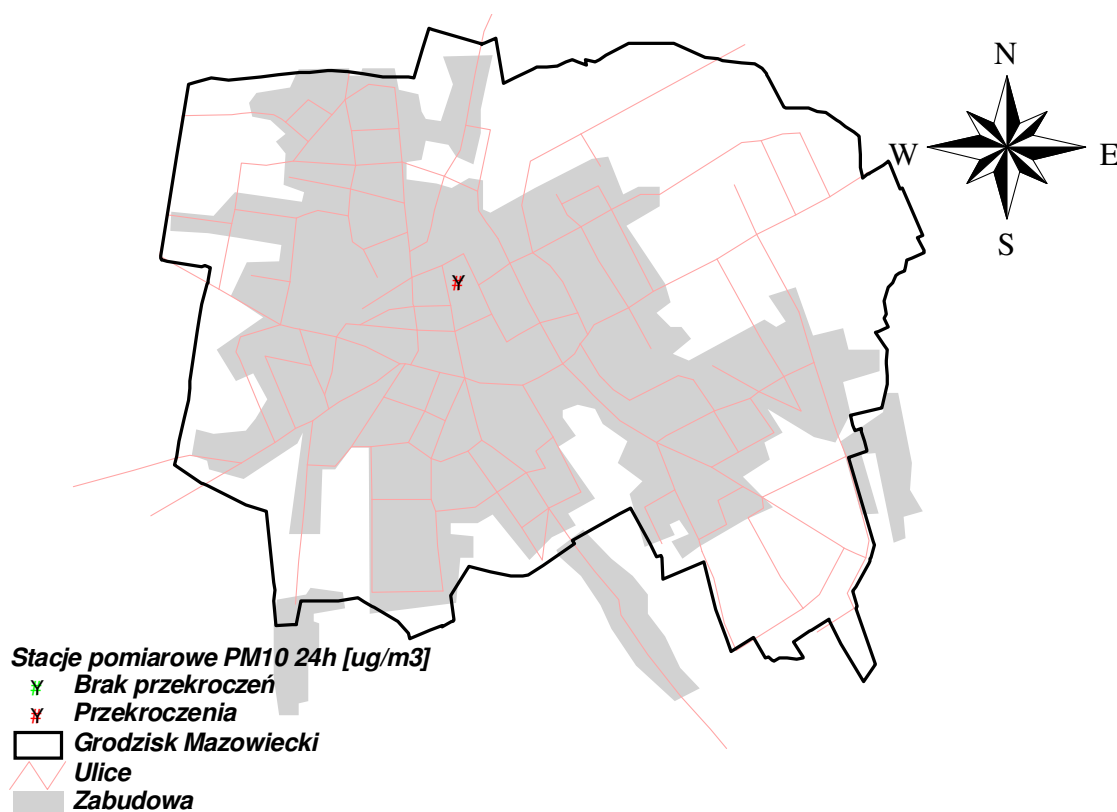 N
W
E
S
Stacje pomiarowe PM10 24h [ug/m3]
Brak przekroczeń
Przekroczenia
Grodzisk Mazowiecki
Ulice
Zabudowa